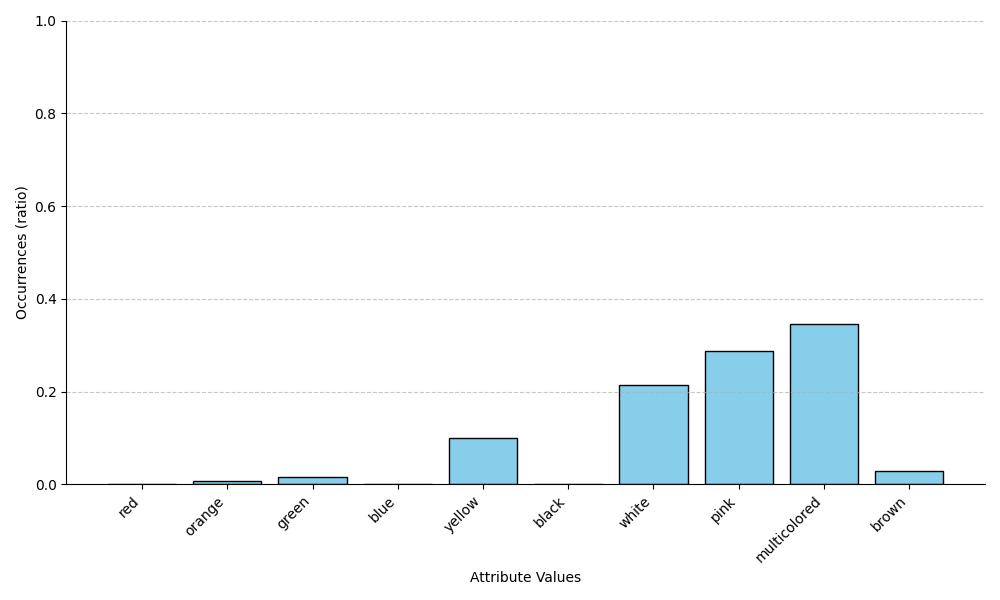 1.0
0.8
0.6
0.4
0.2
0.0
Occurrences (ratio)
red
orange
green
blue
yellow
black
white
pink
multicolored
brown
Attribute Values